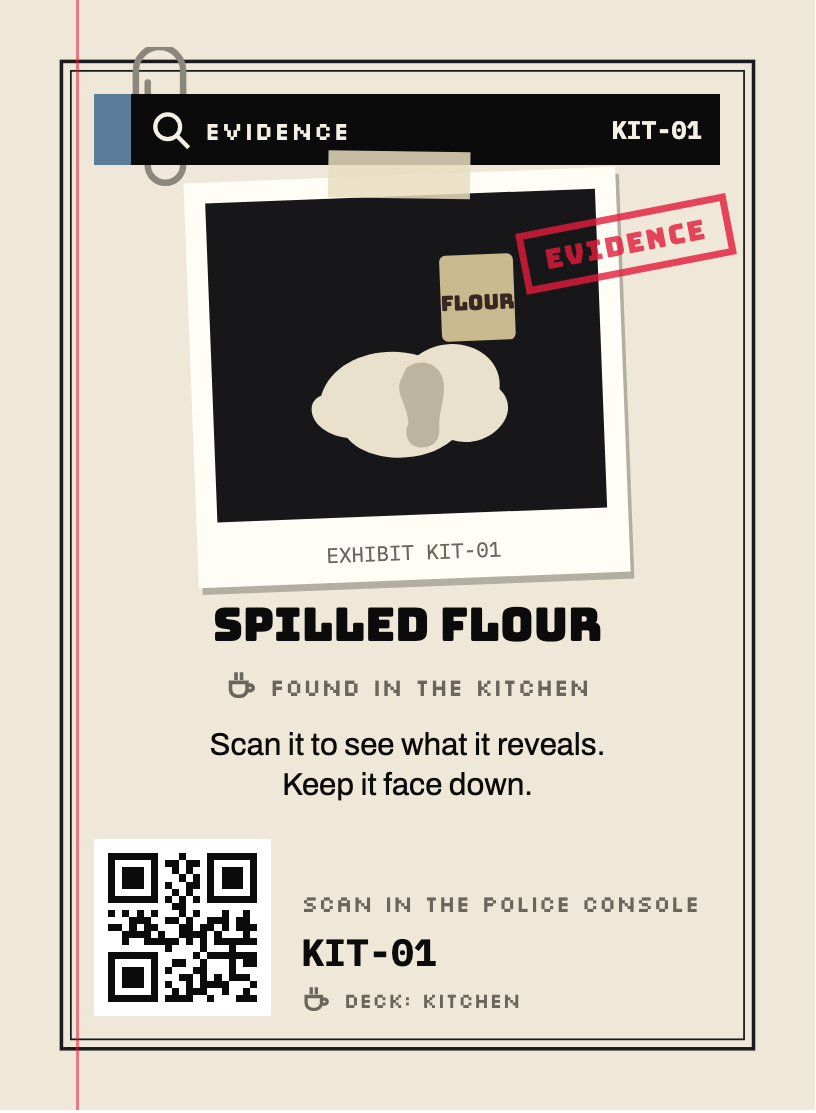 EVIDENCE
KIT-01
EVIDENCE
FLOUR
EXHIBIT KIT-01
SPILLED FLOUR
FOUND IN THE KITCHEN
Scan it to see what it reveals.
Keep it face down.
SCAN IN THE POLICE CONSOLE
KIT-01
DECK: KITCHEN